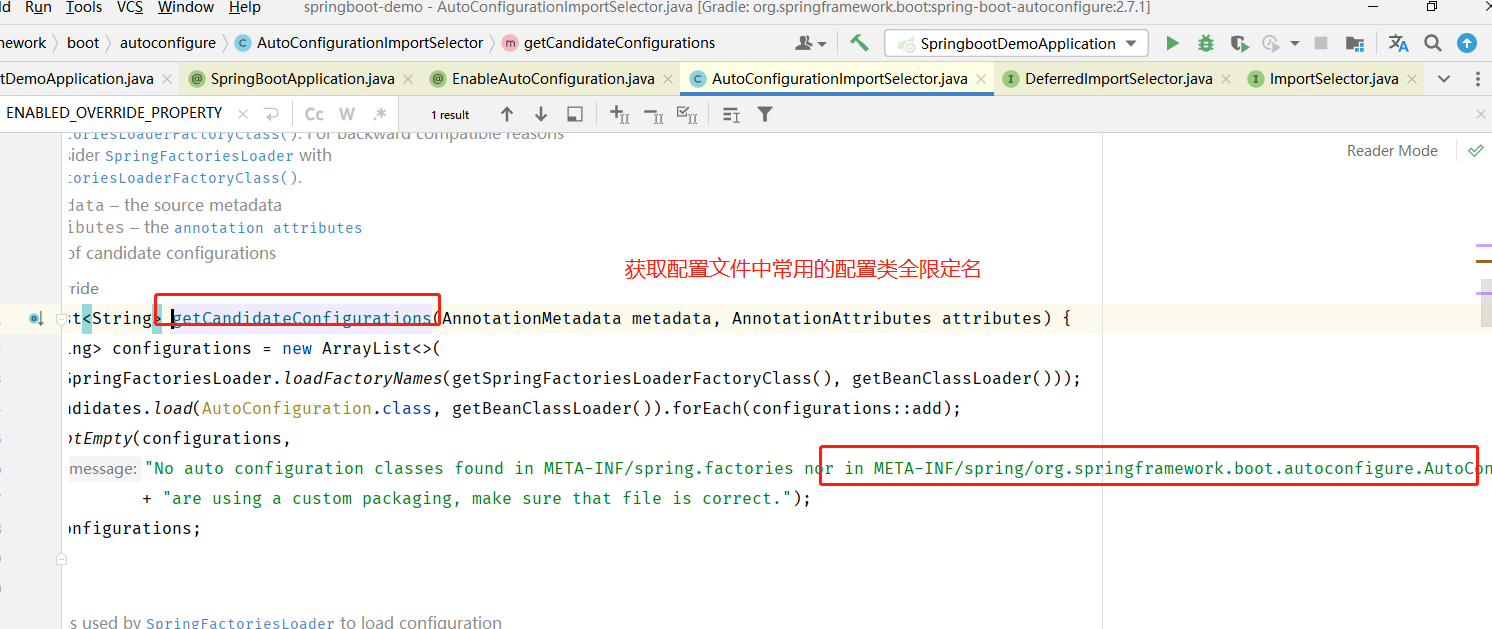 Run Tools VCS Window Help springboot-demo - AutoConfigurationImportSelector.java [Gradle: org.springframework.boot:spring-boot-autoconfigure:2.7.1]
nework boot autoconfigure C AutoConfigurationImportSelector m getCandidateConfigurations SpringbootDemoApplication
tDemoApplication.java @ SpringBootApplication.java @ EnableAutoConfiguration.java C AutoConfigurationImportSelector.java I DeferredImportSelector.java I ImportSelector.java
ENABLED_OVERRIDE_PROPERTY Cc W .* 1 result
oriesLoaderFactoryClass(). For backward compatible reasons
sider SpringFactoriesLoader with
Reader Mode
toriesLoaderFactoryClass().
data – the source metadata
ibutes – the annotation attributes
of candidate configurations
获取配置文件中常用的配置类全限定名
ride
st<String> getCandidateConfigurations(AnnotationMetadata metadata, AnnotationAttributes attributes) {
ing> configurations = new ArrayList<>(
SpringFactoriesLoader.loadFactoryNames(getSpringFactoriesLoaderFactoryClass(), getBeanClassLoader()));
ndidates.load(AutoConfiguration.class, getBeanClassLoader()).forEach(configurations::add);
otEmpty(configurations,
message: "No auto configuration classes found in META-INF/spring.factories nor in META-INF/spring/org.springframework.boot.autoconfigure.AutoCon
+ "are using a custom packaging, make sure that file is correct.");
onfigurations;
s used by SpringFactoriesLoader to load configuration